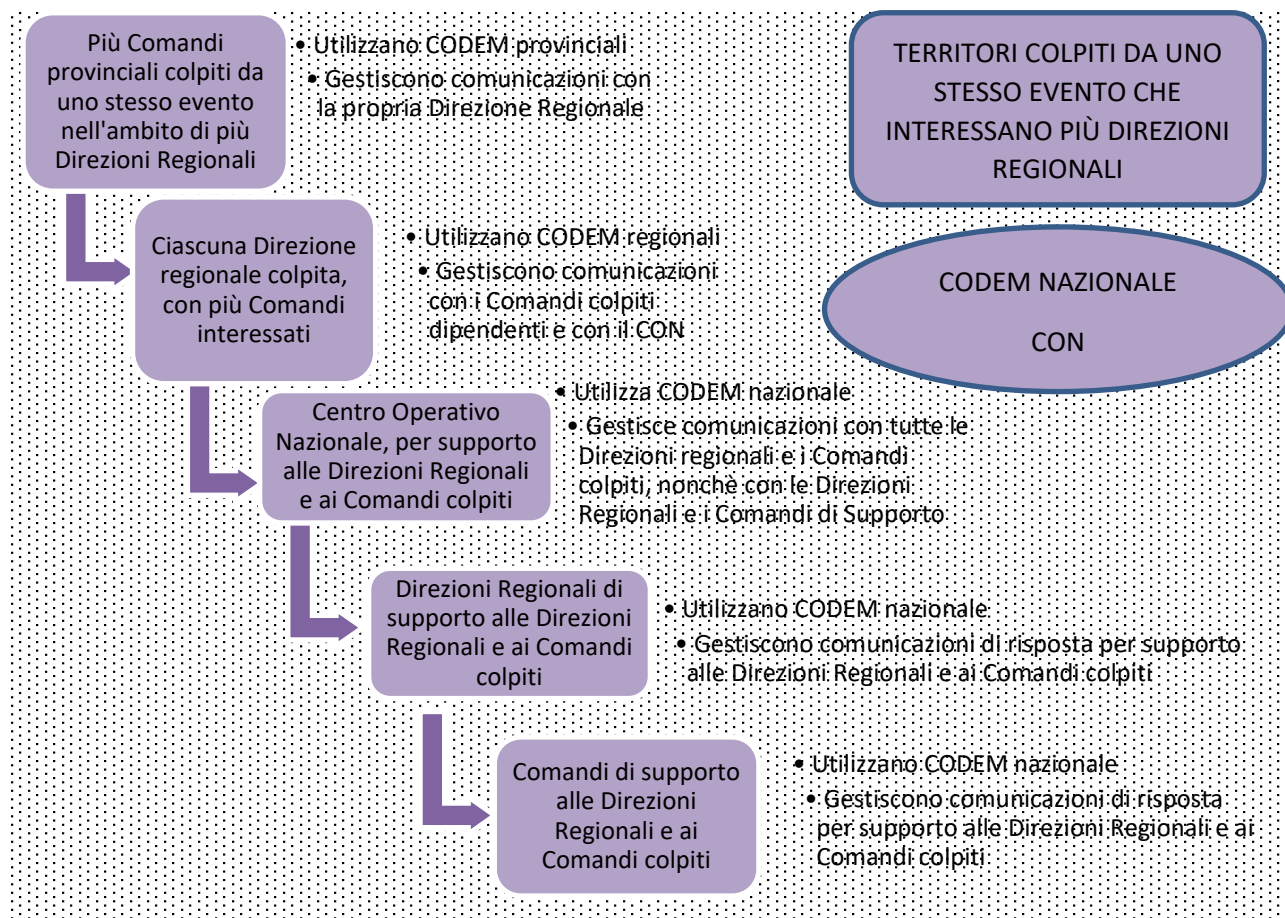 Più Comandi
provinciali colpiti da
uno stesso evento
nell'ambito di più
Direzioni Regionali
• Utilizzano CODEM provinciali
• Gestiscono comunicazioni con
la propria Direzione Regionale
TERRITORI COLPITI DA UNO
STESSO EVENTO CHE
INTERESSANO PIÙ DIREZIONI
REGIONALI
Ciascuna Direzione
regionale colpita,
con più Comandi
interessati
• Utilizzano CODEM regionali
• Gestiscono comunicazioni
con i Comandi colpiti
dipendenti e con il CON
CODEM NAZIONALE
CON
Centro Operativo
Nazionale, per supporto
alle Direzioni Regionali
e ai Comandi colpiti
• Utilizza CODEM nazionale
• Gestisce comunicazioni con tutte le
Direzioni regionali e i Comandi
colpiti, nonchè con le Direzioni
Regionali e i Comandi di Supporto
Direzioni Regionali di
supporto alle Direzioni
Regionali e ai Comandi
colpiti
• Utilizzano CODEM nazionale
• Gestiscono comunicazioni di risposta per supporto
alle Direzioni Regionali e ai Comandi colpiti
Comandi di supporto
alle Direzioni
Regionali e ai
Comandi colpiti
• Utilizzano CODEM nazionale
• Gestiscono comunicazioni di risposta
per supporto alle Direzioni Regionali e ai
Comandi colpiti